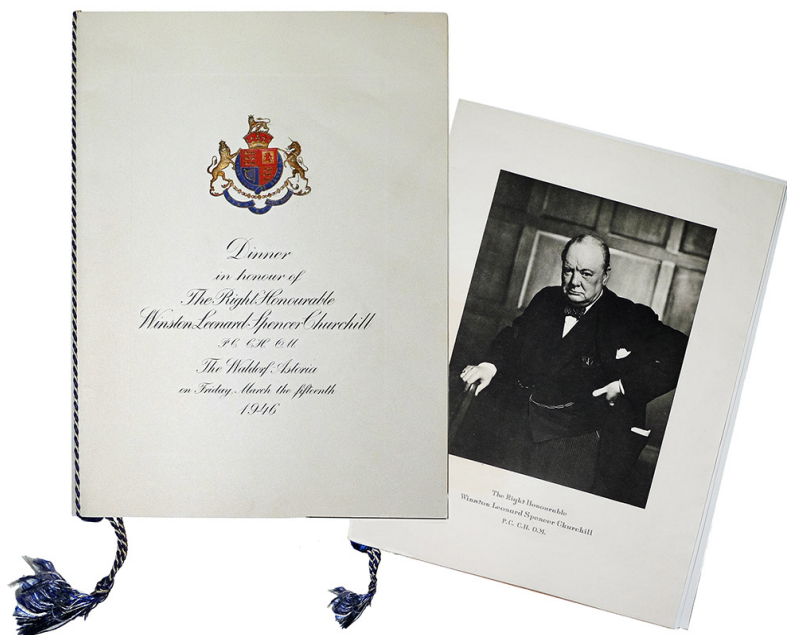 Dinner
in honour of
The Right Honourable
Winston Leonard Spencer Churchill
P.C. C.H. O.M.
The Waldorf Astoria
on Friday, March the fifteenth
1946
The Right Honourable
Winston Leonard Spencer Churchill
P.C. C.H. O.M.